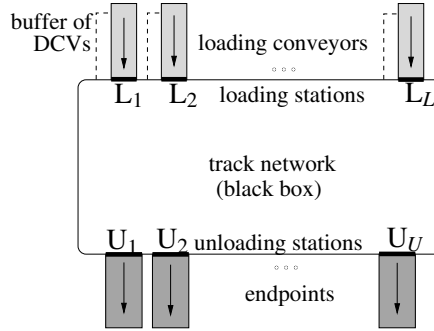 buffer of
DCVs
loading conveyors
L1 L2 LL
loading stations
track network
(black box)
U1 U2 unloading stations UU
endpoints